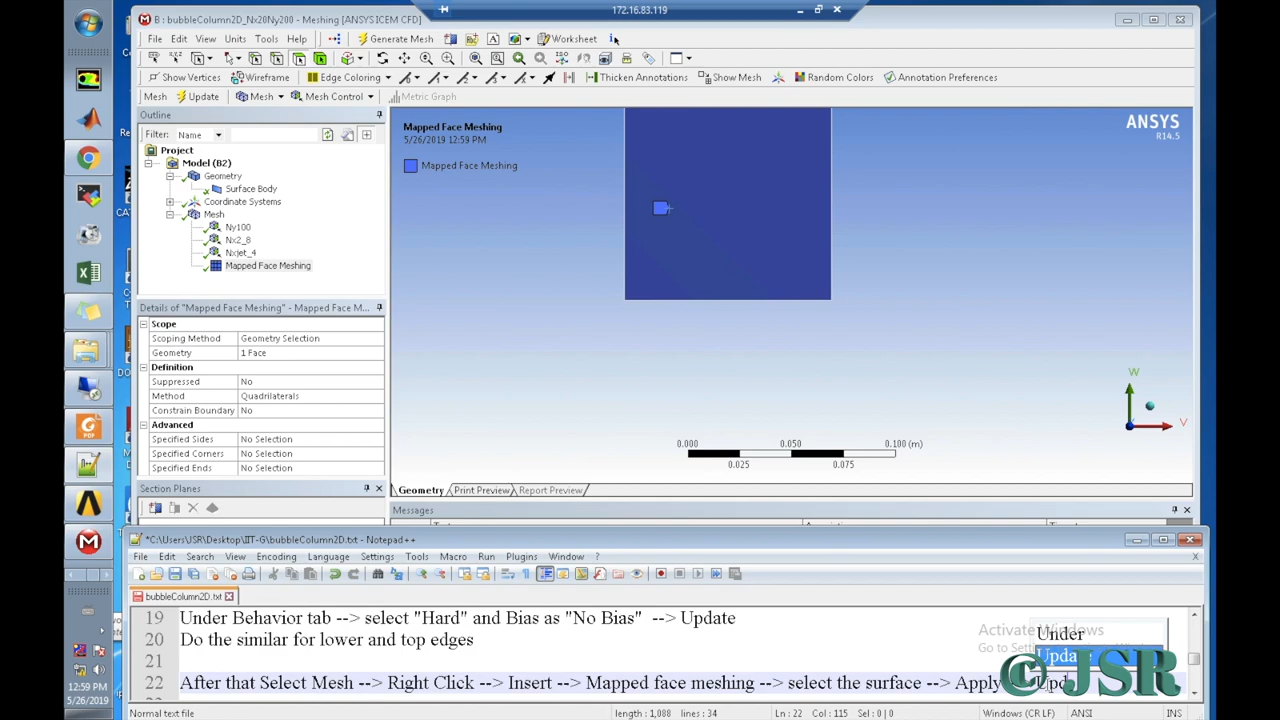 172.16.83.119
B : bubbleColumn2D_Nx20Ny200 - Meshing [ANSYS ICEM CFD]
File Edit View Units Tools Help Generate Mesh Worksheet
Show Vertices Wireframe Edge Coloring Thicken Annotations Show Mesh Random Colors Annotation Preferences
Mesh Update Mesh Mesh Control Metric Graph
Outline
Filter: Name
Project
Model (B2)
Geometry
Surface Body
Coordinate Systems
Mesh
Ny100
Nx2_8
Nxjet_4
Mapped Face Meshing
Details of "Mapped Face Meshing" - Mapped Face M...
Scope
Scoping Method Geometry Selection
Geometry 1 Face
Definition
Suppressed No
Method Quadrilaterals
Constrain Boundary No
Advanced
Specified Sides No Selection
Specified Corners No Selection
Specified Ends No Selection
Section Planes
Mapped Face Meshing
5/26/2019 12:59 PM
Mapped Face Meshing
ANSYS
R14.5
W
V
0.000 0.050 0.100 (m)
0.025 0.075
Geometry Print Preview Report Preview
Messages
*C:\Users\JSR\Desktop\IIT-G\bubbleColumn2D.txt - Notepad++
File Edit Search View Encoding Language Settings Tools Macro Run Plugins Window ?
X
bubbleColumn2D.txt
19 Under Behavior tab --> select "Hard" and Bias as "No Bias" --> Update
20 Do the similar for lower and top edges
21
22 After that Select Mesh --> Right Click --> Insert --> Mapped face meshing --> select the surface --> Apply
Under
Update
Activate Windows
©JSR
Normal text file length : 1,088 lines : 34 Ln : 22 Col : 115 Sel : 0 | 0 Windows (CR LF) ANSI INS
12:59 PM
5/26/2019